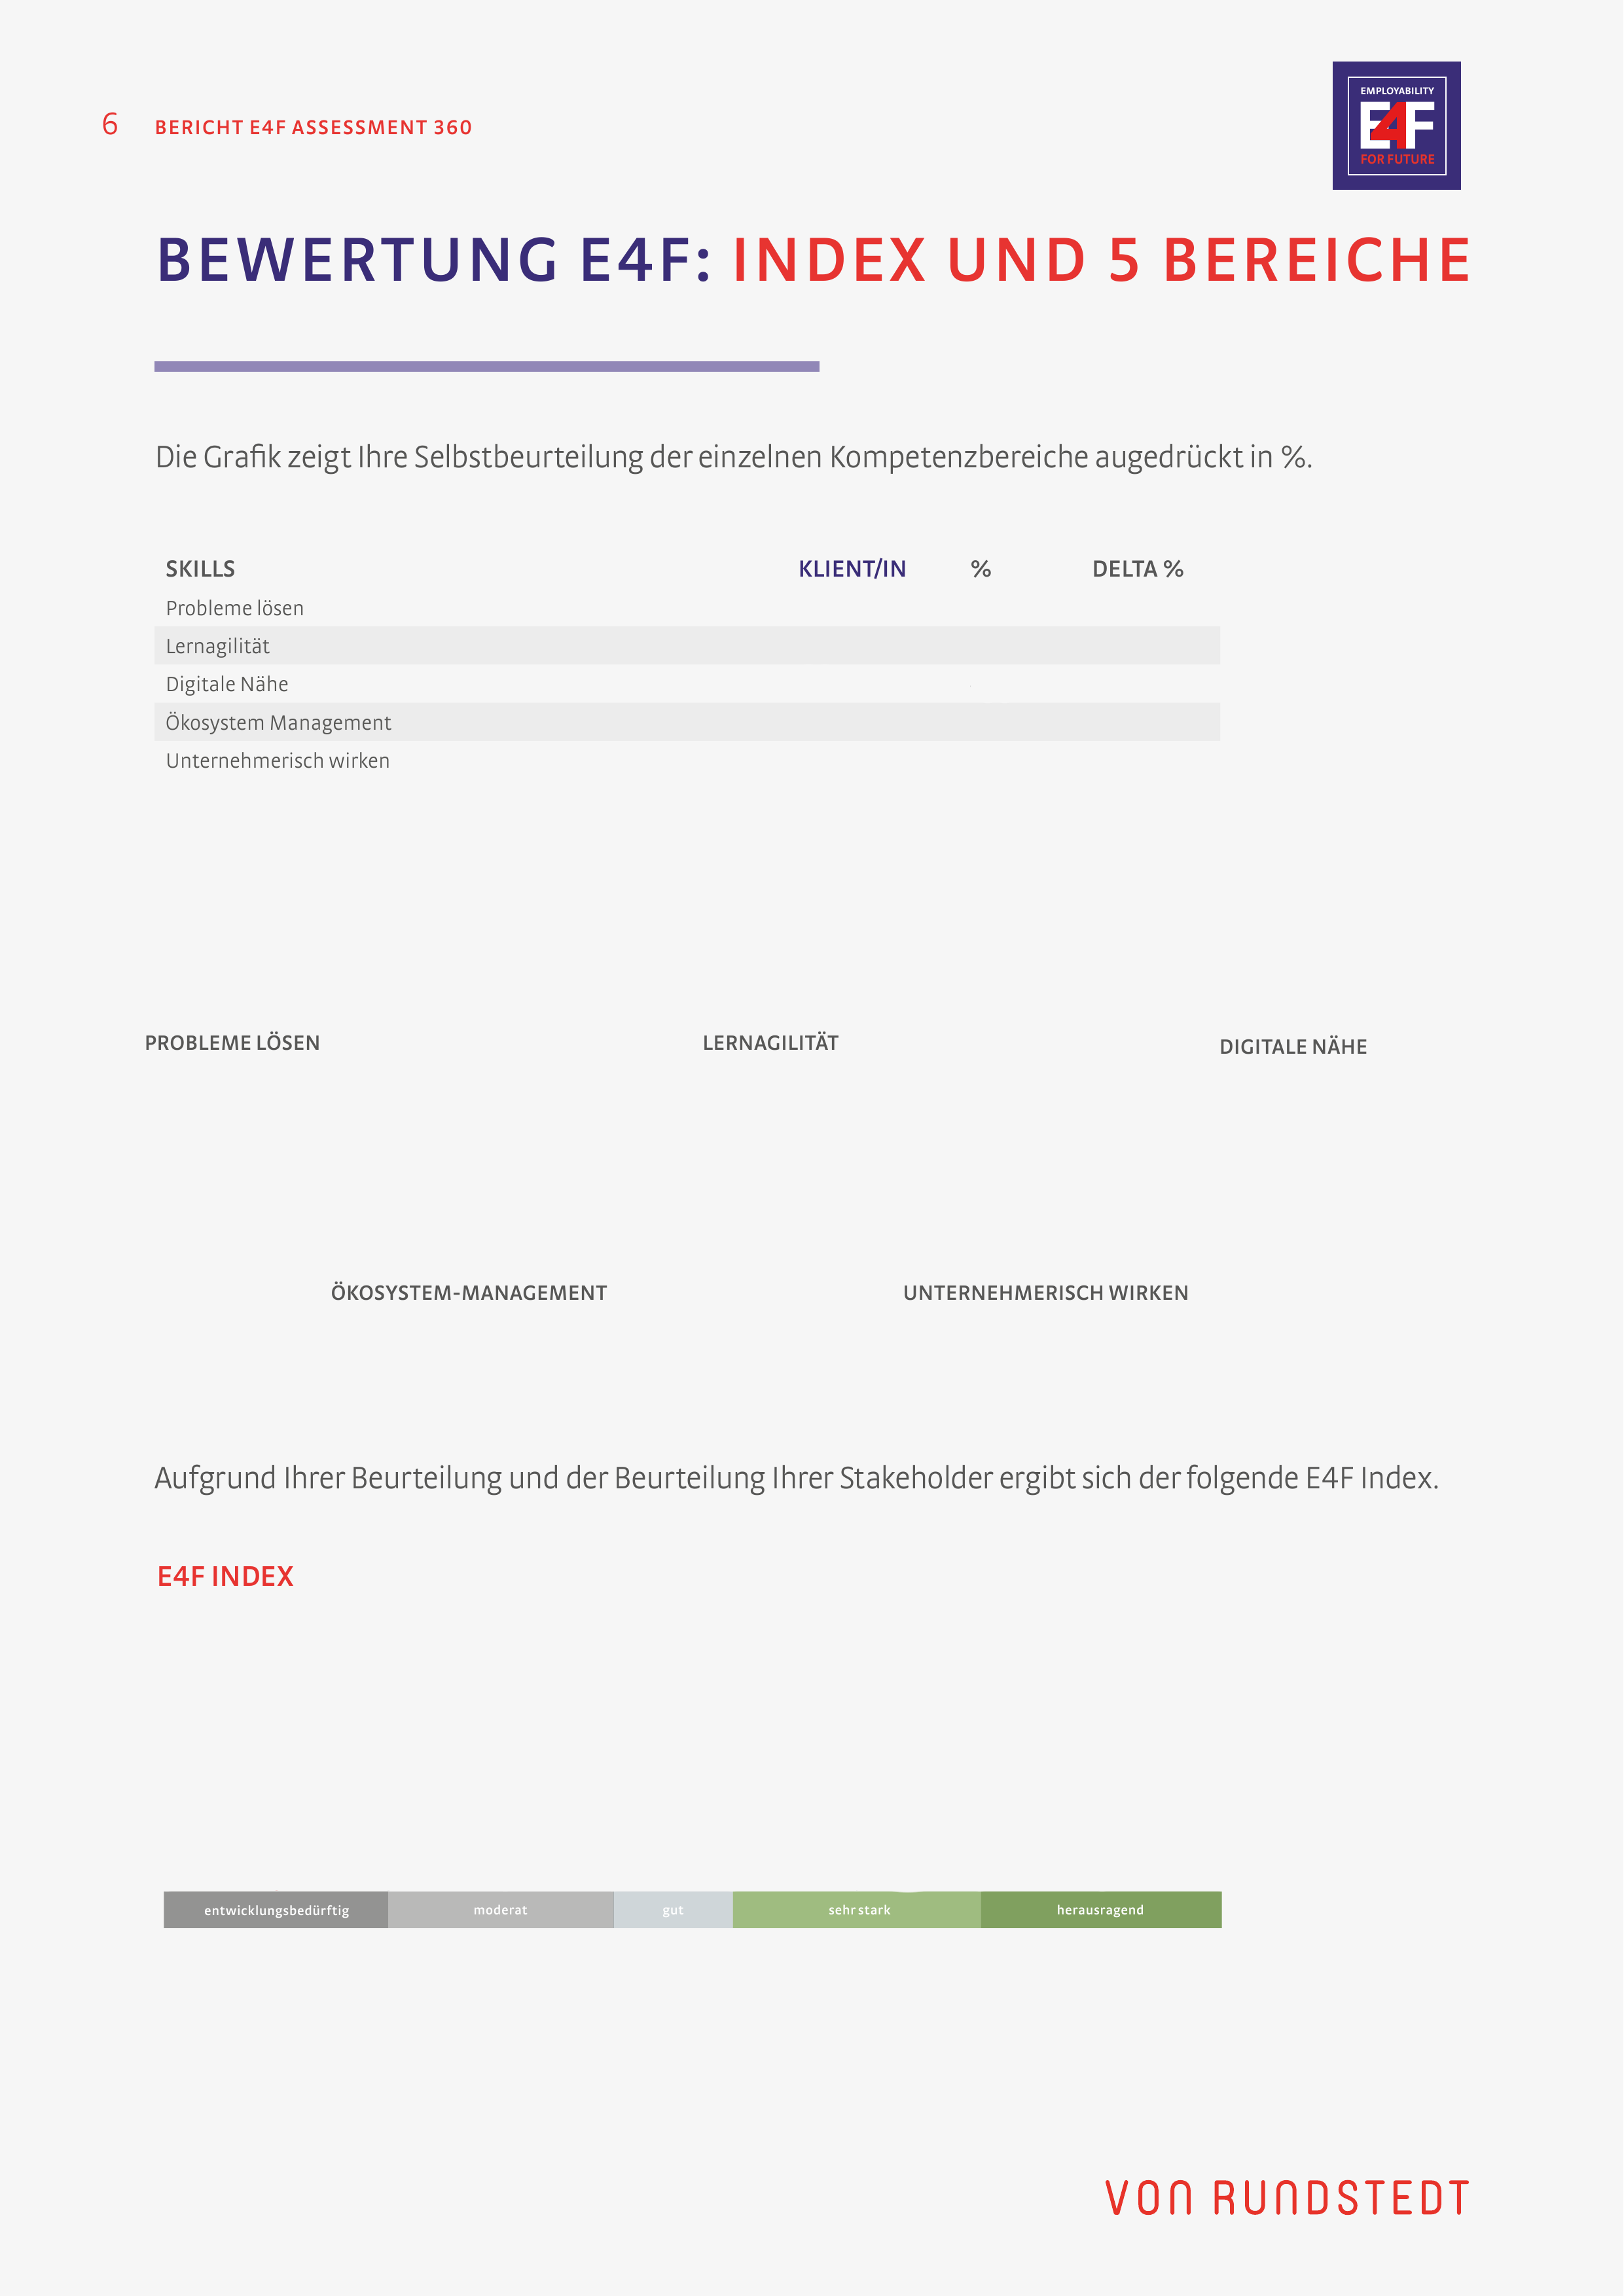 6 BERICHT E4F ASSESSMENT 360
EMPLOYABILITY
E4F
FOR FUTURE
BEWERTUNG E4F: INDEX UND 5 BEREICHE
Die Grafik zeigt Ihre Selbstbeurteilung der einzelnen Kompetenzbereiche augedrückt in %.
SKILLS KLIENT/IN % DELTA %
Probleme lösen
Lernagilität
Digitale Nähe
Ökosystem Management
Unternehmerisch wirken
PROBLEME LÖSEN LERNAGILITÄT DIGITALE NÄHE
ÖKOSYSTEM-MANAGEMENT UNTERNEHMERISCH WIRKEN
Aufgrund Ihrer Beurteilung und der Beurteilung Ihrer Stakeholder ergibt sich der folgende E4F Index.
E4F INDEX
entwicklungsbedürftig moderat gut sehr stark herausragend
VON RUNDSTEDT